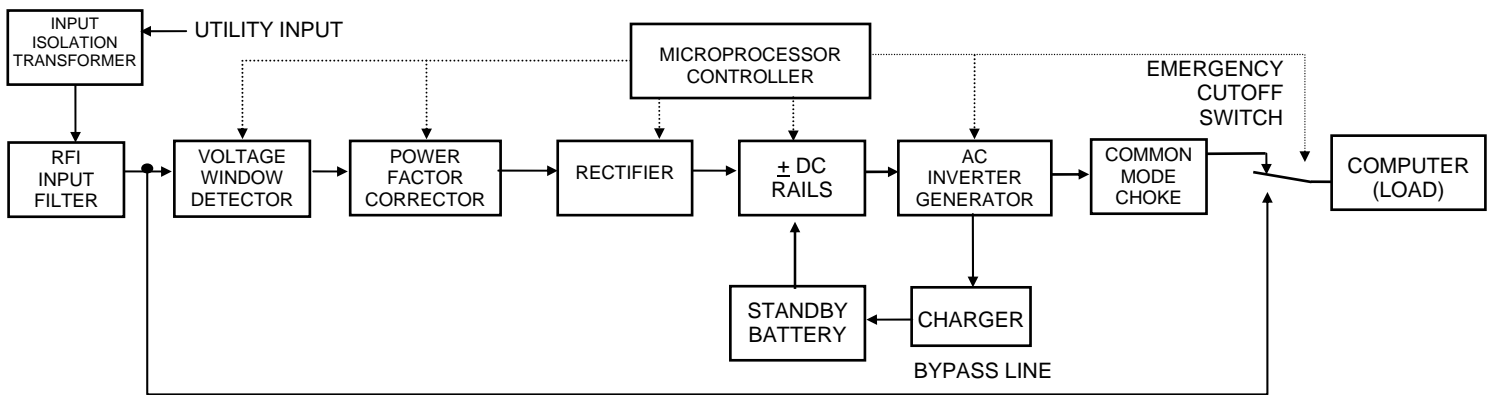 INPUT
ISOLATION
TRANSFORMER
UTILITY INPUT
MICROPROCESSOR
CONTROLLER
EMERGENCY
CUTOFF
SWITCH
RFI
INPUT
FILTER
VOLTAGE
WINDOW
DETECTOR
POWER
FACTOR
CORRECTOR
RECTIFIER
± DC
RAILS
AC
INVERTER
GENERATOR
COMMON
MODE
CHOKE
COMPUTER
(LOAD)
STANDBY
BATTERY
CHARGER
BYPASS LINE